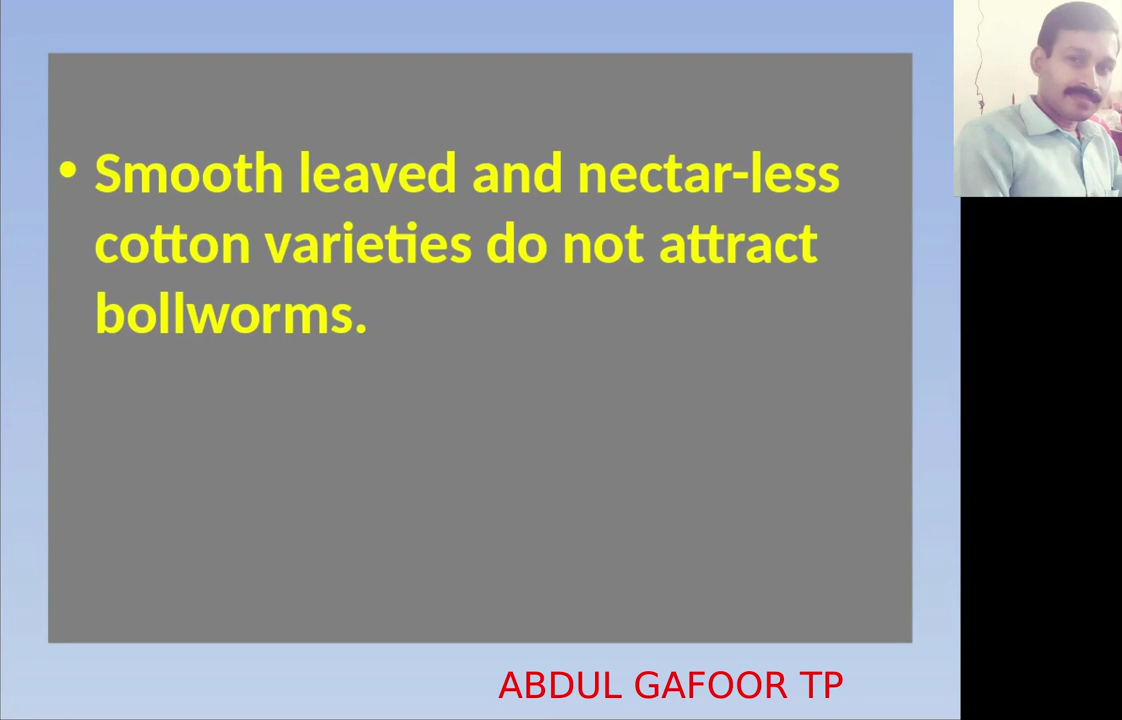 • Smooth leaved and nectar-less
cotton varieties do not attract
bollworms.
ABDUL GAFOOR TP